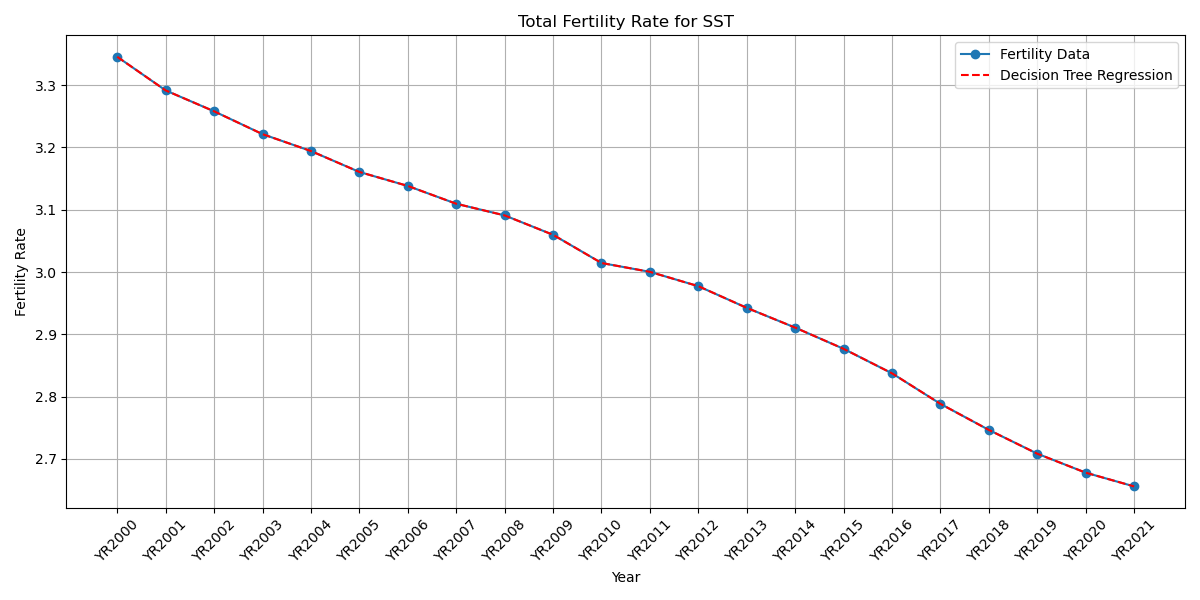 Total Fertility Rate for SST
Fertility Data
Decision Tree Regression
Fertility Rate
3.3
3.2
3.1
3.0
2.9
2.8
2.7
YR2000
YR2001
YR2002
YR2003
YR2004
YR2005
YR2006
YR2007
YR2008
YR2009
YR2010
YR2011
YR2012
YR2013
YR2014
YR2015
YR2016
YR2017
YR2018
YR2019
YR2020
YR2021
Year